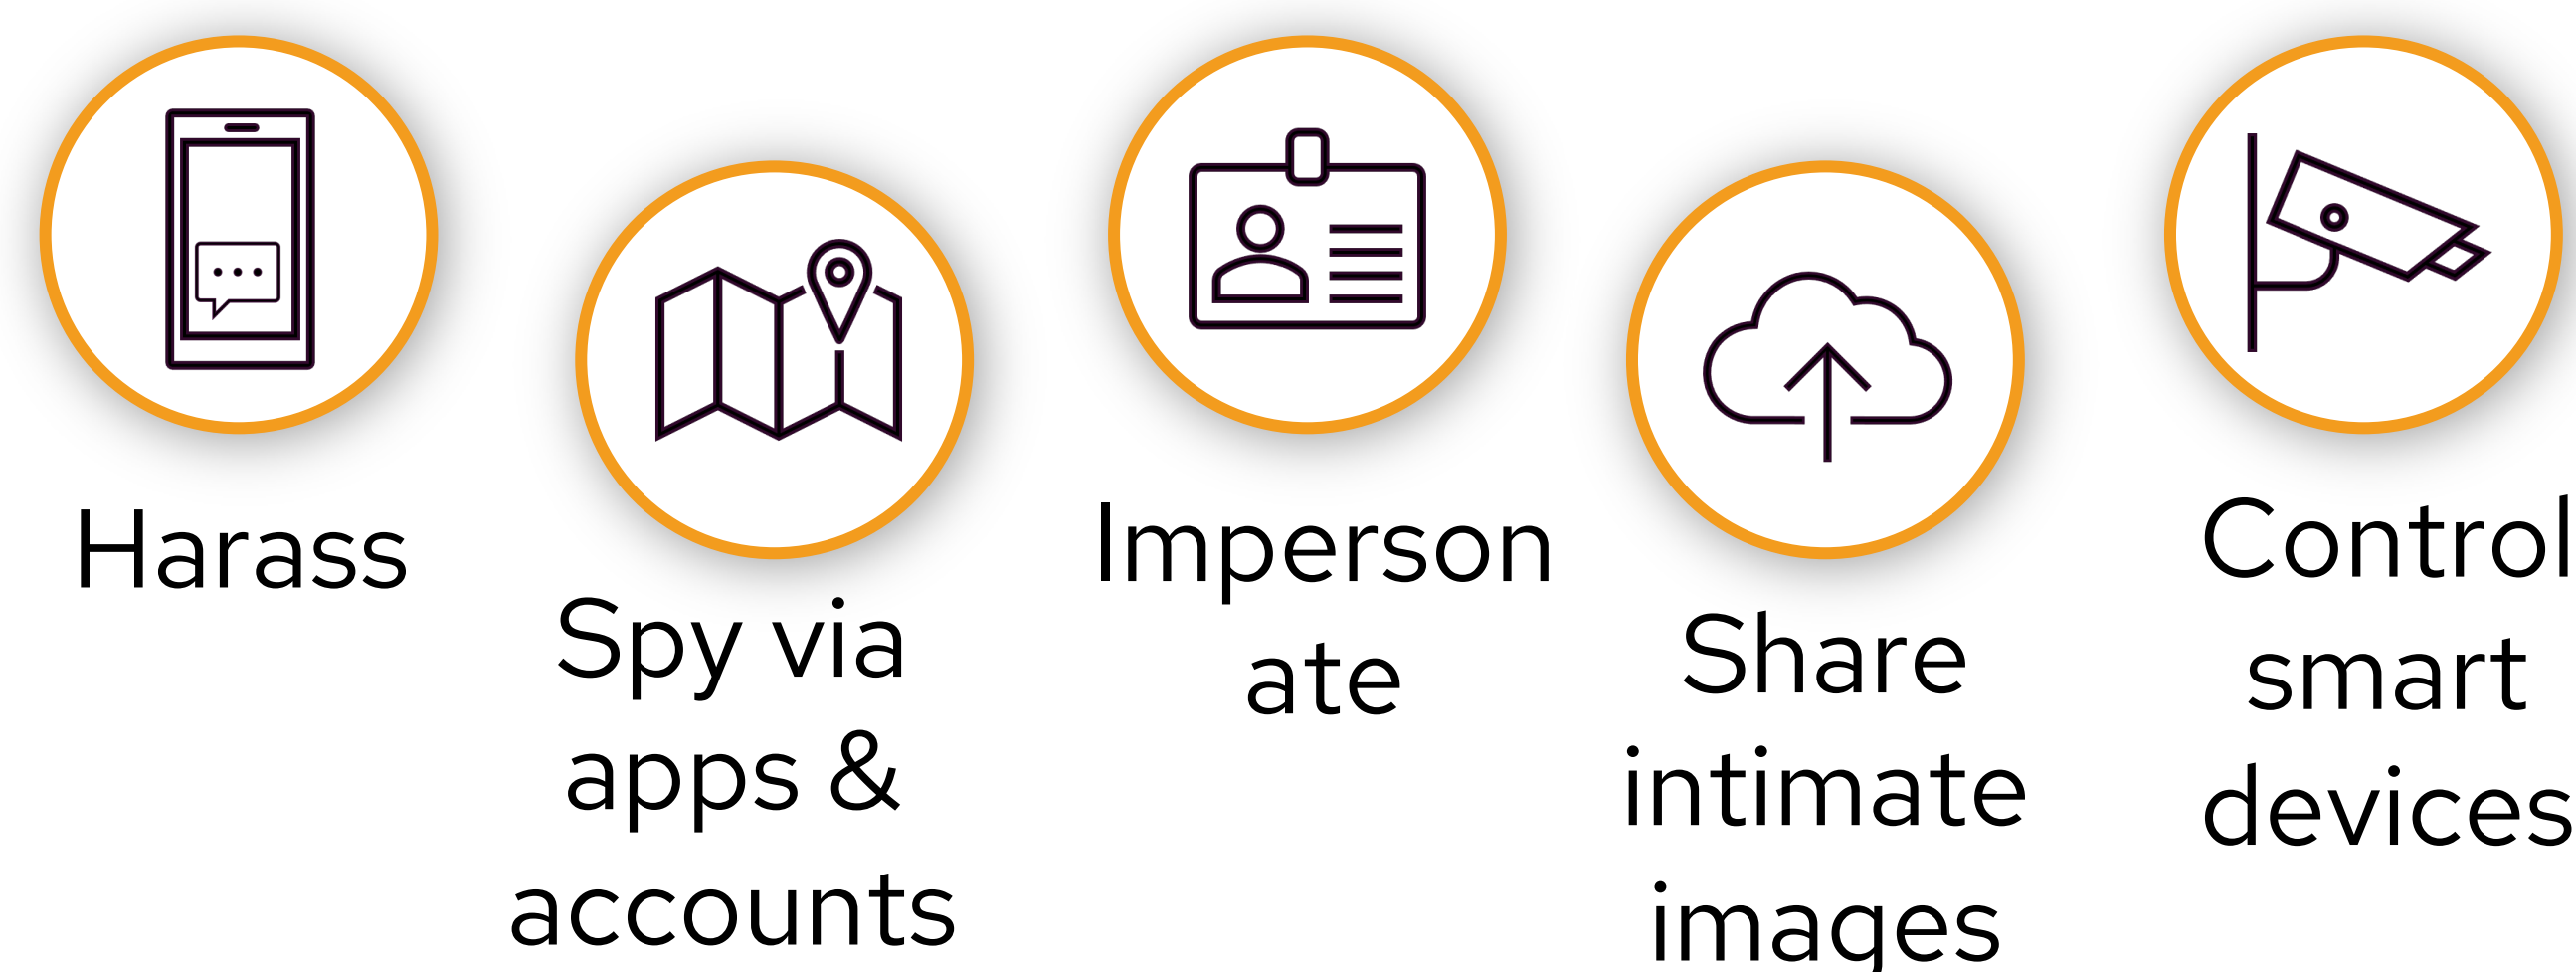 Harass
Spy via
apps &
accounts
Imperson
ate
Share
intimate
images
Control
smart
devices